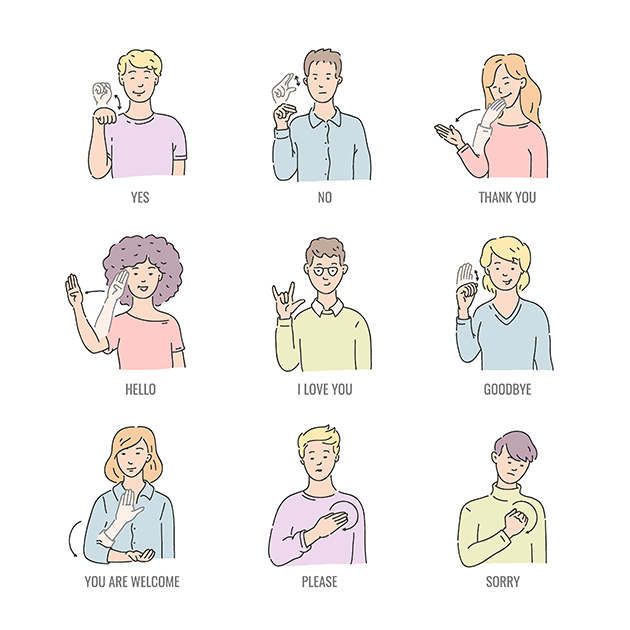 YES
NO
THANK YOU
HELLO
I LOVE YOU
GOODBYE
YOU ARE WELCOME
PLEASE
SORRY